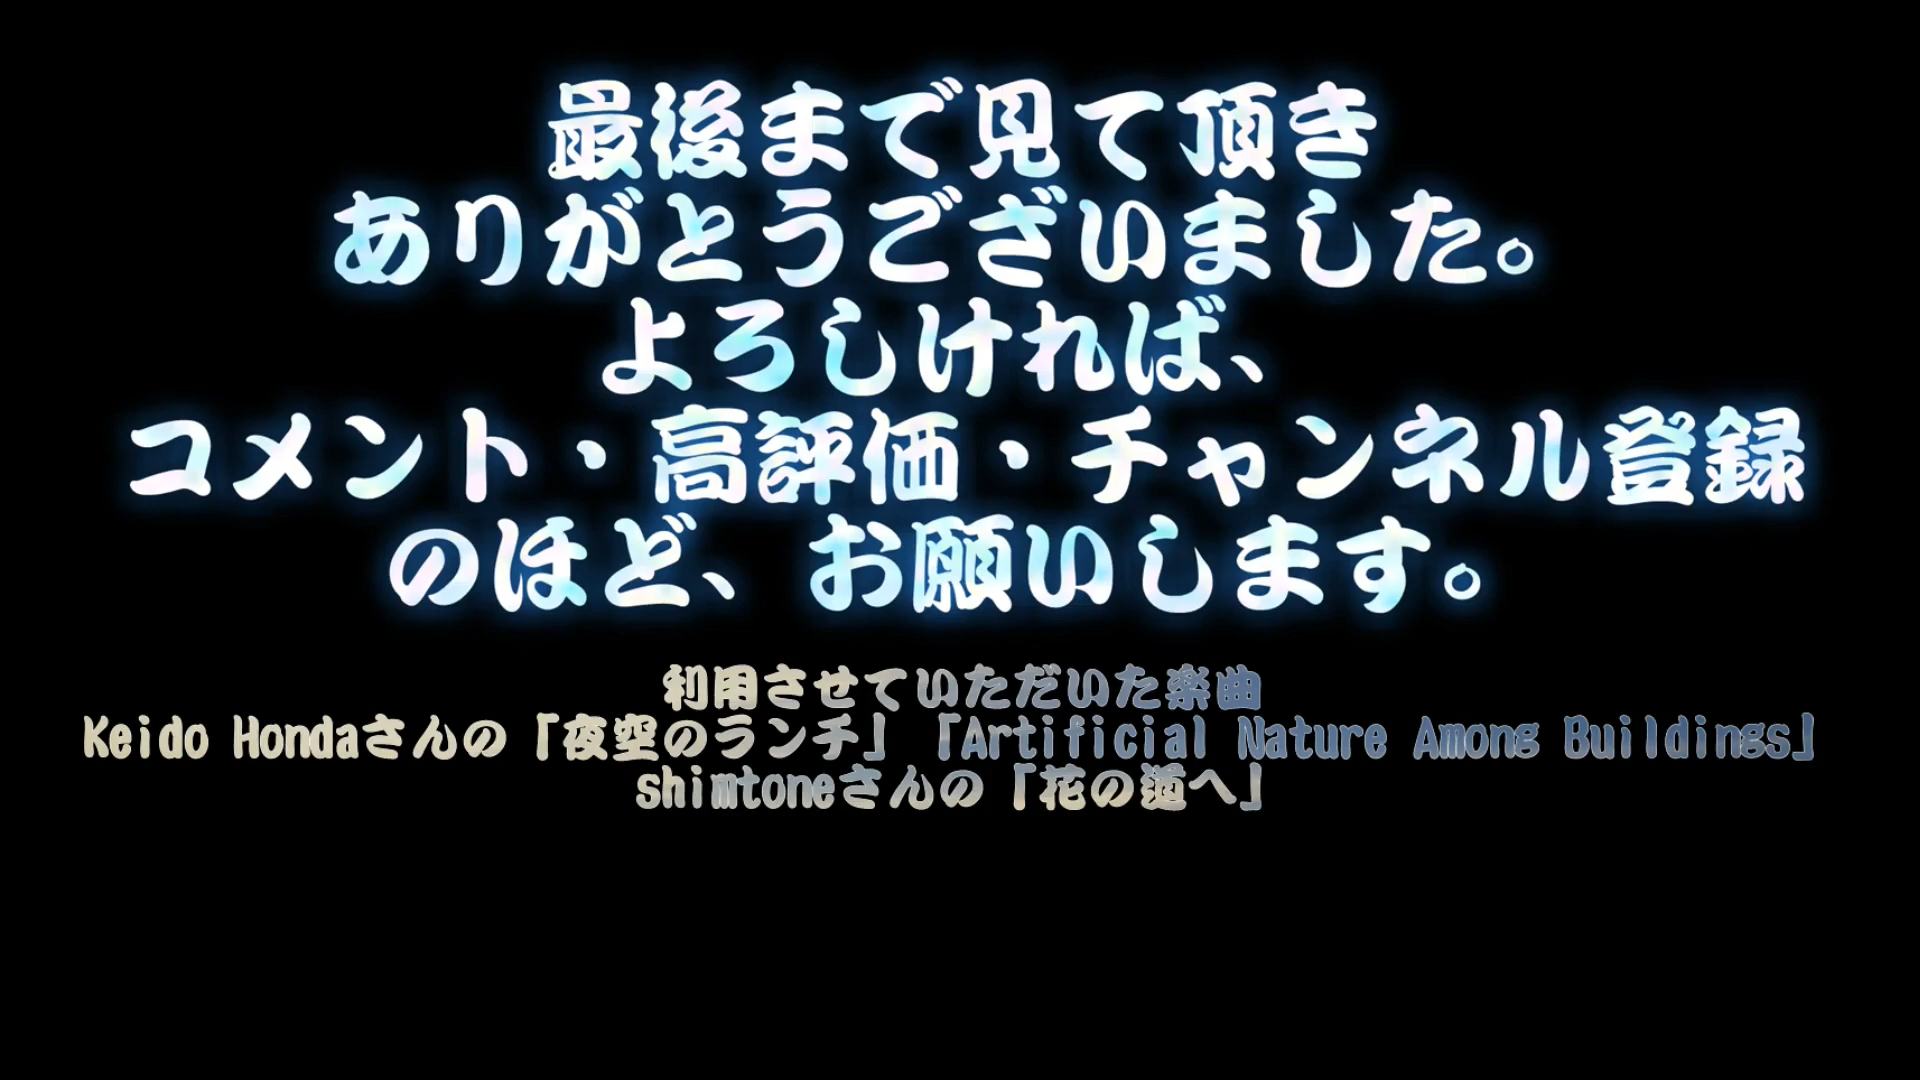 最後まで見て頂き
ありがとうございました。
よろしければ、
コメント・高評価・チャンネル登録
のほど、お願いします。
利用させていただいた楽曲
Keido Hondaさんの「夜空のランチ」「Artificial Nature Among Buildings」
shimtoneさんの「花の道へ」